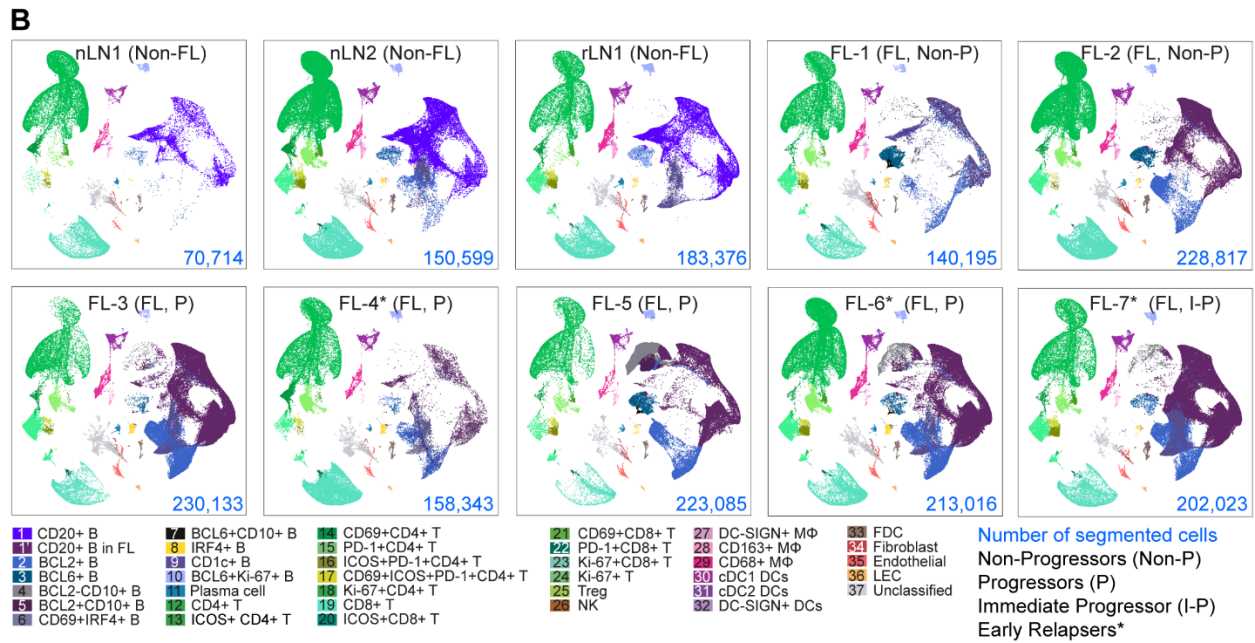 B
nLN1 (Non-FL)
nLN2 (Non-FL)
rLN1 (Non-FL)
FL-1 (FL, Non-P)
FL-2 (FL, Non-P)
70,714
150,599
183,376
140,195
228,817
FL-3 (FL, P)
FL-4* (FL, P)
FL-5 (FL, P)
FL-6* (FL, P)
FL-7* (FL, I-P)
230,133
158,343
223,085
213,016
202,023
1 CD20+ B
1' CD20+ B in FL
2 BCL2+ B
3 BCL6+ B
4 BCL2-CD10+ B
5 BCL2+CD10+ B
6 CD69+IRF4+ B
7 BCL6+CD10+ B
8 IRF4+ B
9 CD1c+ B
10 BCL6+Ki-67+ B
11 Plasma cell
12 CD4+ T
13 ICOS+ CD4+ T
14 CD69+CD4+ T
15 PD-1+CD4+ T
16 ICOS+PD-1+CD4+ T
17 CD69+ICOS+PD-1+CD4+ T
18 Ki-67+CD4+ T
19 CD8+ T
20 ICOS+CD8+ T
21 CD69+CD8+ T
22 PD-1+CD8+ T
23 Ki-67+CD8+ T
24 Ki-67+ T
25 Treg
26 NK
27 DC-SIGN+ MΦ
28 CD163+ MΦ
29 CD68+ MΦ
30 cDC1 DCs
31 cDC2 DCs
32 DC-SIGN+ DCs
33 FDC
34 Fibroblast
35 Endothelial
36 LEC
37 Unclassified
Number of segmented cells
Non-Progressors (Non-P)
Progressors (P)
Immediate Progressor (I-P)
Early Relapsers*